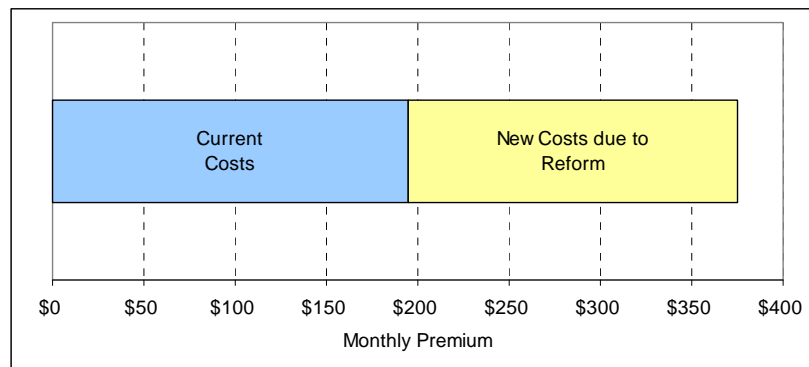 Current
Costs
New Costs due to
Reform
$0 $50 $100 $150 $200 $250 $300 $350 $400
Monthly Premium